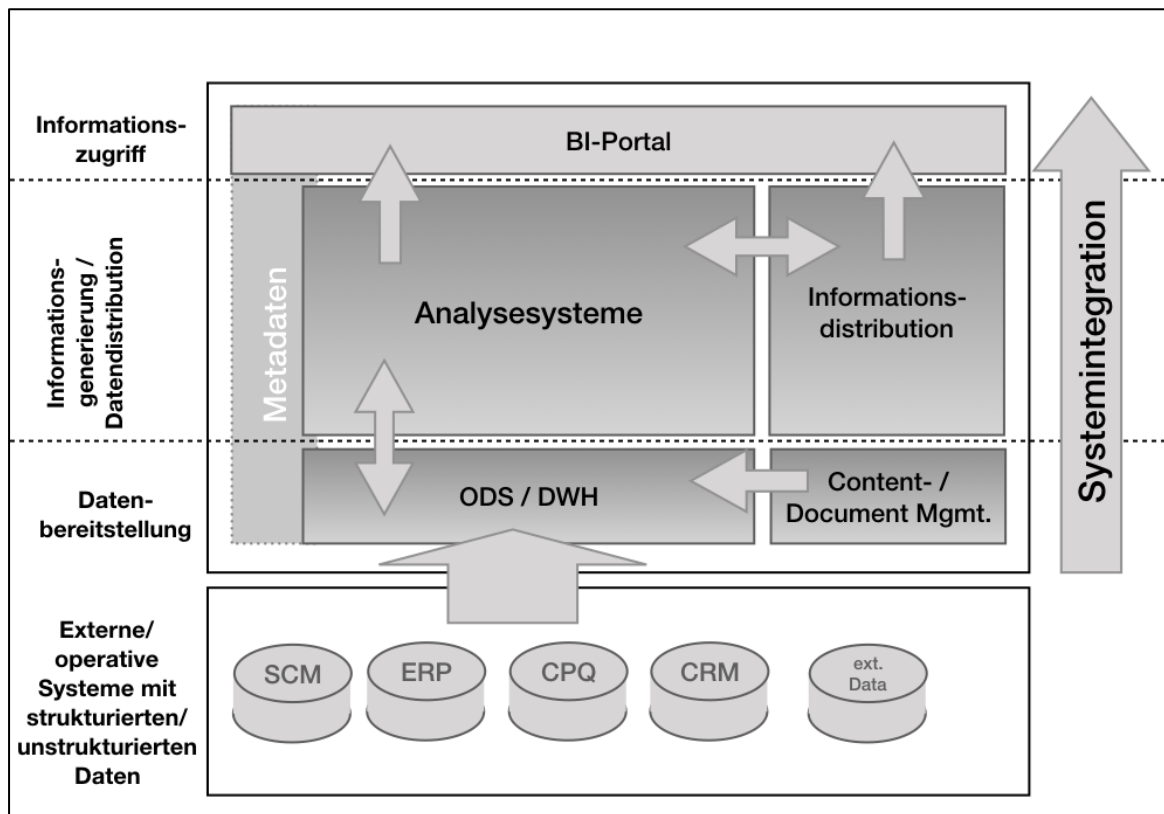 Informations-
zugriff
BI-Portal
Informations-
generierung /
Datendistribution
Metadaten
Analysesysteme
Informations-
distribution
Systemintegration
Daten-
bereitstellung
ODS / DWH
Content- /
Document Mgmt.
Externe/
operative
Systeme mit
strukturierten/
unstrukturierten
Daten
SCM
ERP
CPQ
CRM
ext.
Data